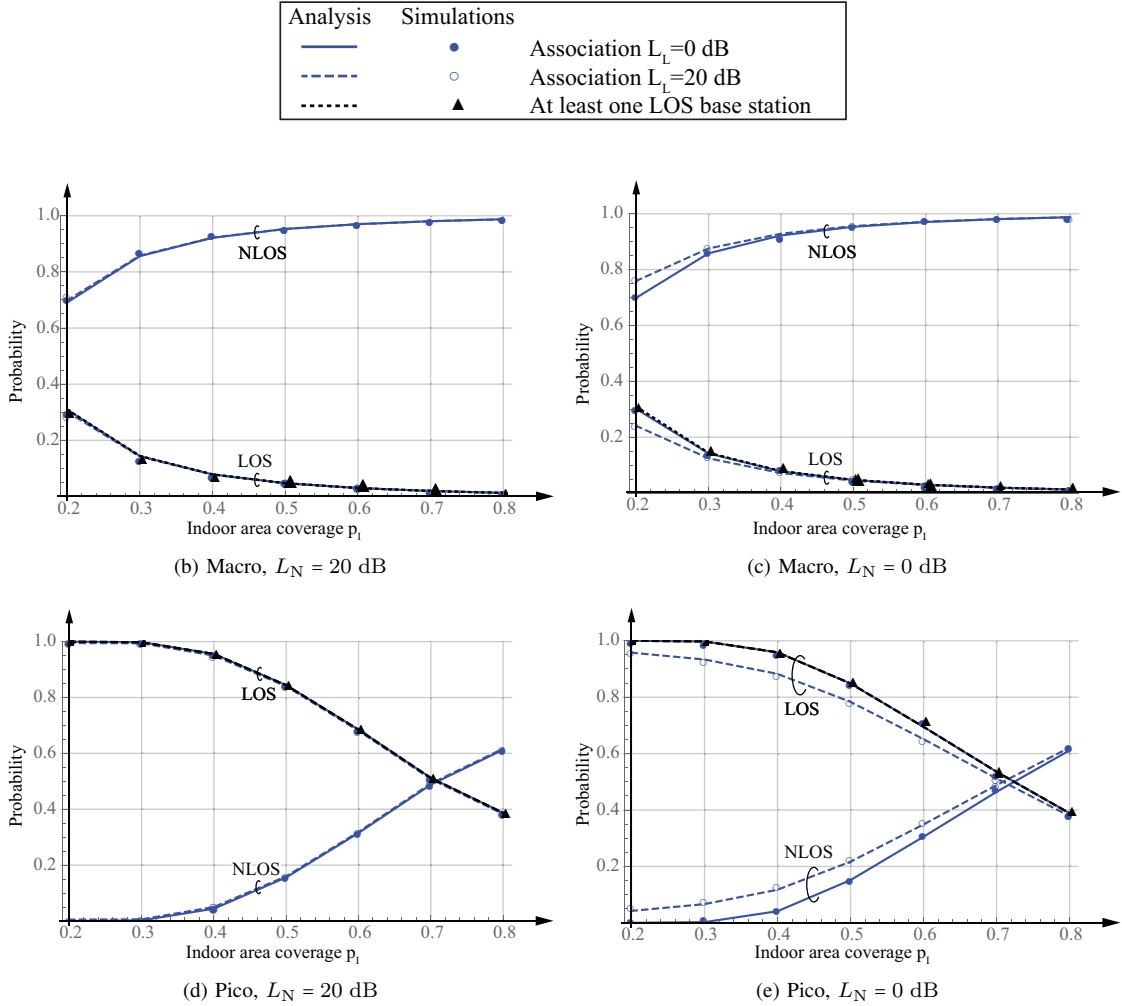 Analysis Simulations
Association L_L=0 dB
Association L_L=20 dB
At least one LOS base station
1.0
0.8
0.6
0.4
0.2
Probability
NLOS
LOS
0.2 0.3 0.4 0.5 0.6 0.7 0.8
Indoor area coverage p_I
(b) Macro, L_N = 20 dB
1.0
0.8
0.6
0.4
0.2
Probability
NLOS
LOS
0.2 0.3 0.4 0.5 0.6 0.7 0.8
Indoor area coverage p_I
(c) Macro, L_N = 0 dB
1.0
0.8
0.6
0.4
0.2
Probability
LOS
NLOS
0.2 0.3 0.4 0.5 0.6 0.7 0.8
Indoor area coverage p_I
(d) Pico, L_N = 20 dB
1.0
0.8
0.6
0.4
0.2
Probability
LOS
NLOS
0.2 0.3 0.4 0.5 0.6 0.7 0.8
Indoor area coverage p_I
(e) Pico, L_N = 0 dB